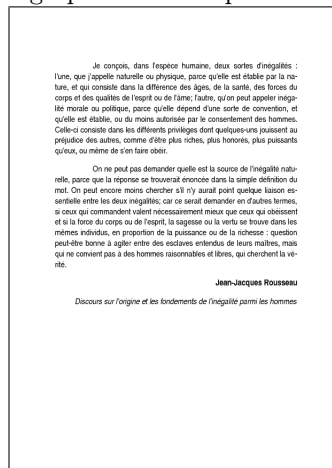 Je conçois, dans l'espèce humaine, deux sortes d'inégalités :
l'une, que j'appelle naturelle ou physique, parce qu'elle est établie par la na-
ture, et qui consiste dans la différence des âges, de la santé, des forces du
corps et des qualités de l'esprit ou de l'âme; l'autre, qu'on peut appeler inéga-
lité morale ou politique, parce qu'elle dépend d'une sorte de convention, et
qu'elle est établie, ou du moins autorisée par le consentement des hommes.
Celle-ci consiste dans les différents privilèges dont quelques-uns jouissent au
préjudice des autres, comme d'être plus riches, plus honorés, plus puissants
qu'eux, ou même de s'en faire obéir.
On ne peut pas demander quelle est la source de l'inégalité natu-
relle, parce que la réponse se trouverait énoncée dans la simple définition du
mot. On peut encore moins chercher s'il n'y aurait point quelque liaison es-
sentielle entre les deux inégalités; car ce serait demander en d'autres termes,
si ceux qui commandent valent nécessairement mieux que ceux qui obéissent
et si la force du corps ou de l'esprit, la sagesse ou la vertu se trouve dans les
mêmes individus, en proportion de la puissance ou de la richesse : question
peut-être bonne à agiter entre des esclaves entendus de leurs maîtres, mais
qui ne convient pas à des hommes raisonnables et libres, qui cherchent la vé-
rité.
Jean-Jacques Rousseau
Discours sur l'origine et les fondements de l'inégalité parmi les hommes